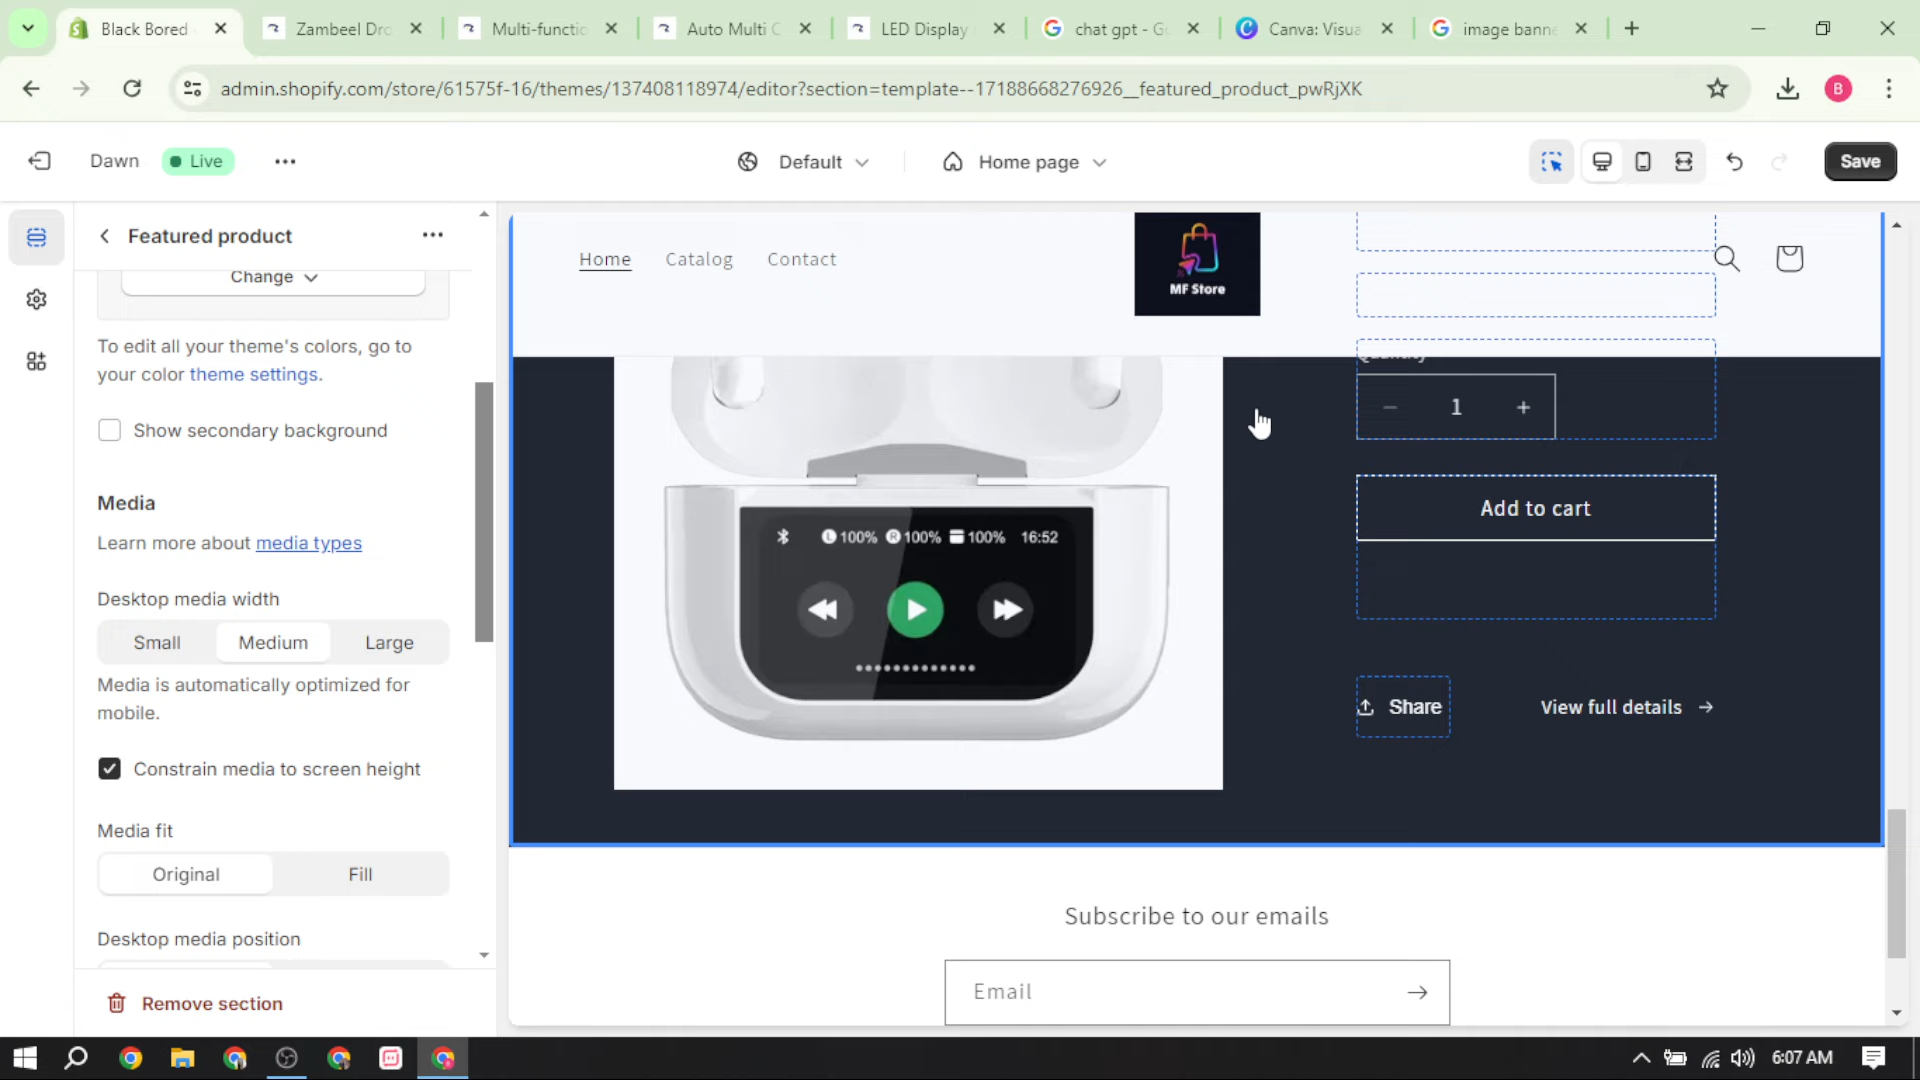 Black Bored
Zambeel Dro
Multi-functio
Auto Multi C
LED Display
chat gpt - G
Canva: Visua
image bann
admin.shopify.com/store/61575f-16/themes/137408118974/editor?section=template--17188668276926__featured_product_pwRjXK
B
Dawn
Live
Default
Home page
Save
Featured product
Change
To edit all your theme's colors, go to
your color theme settings.
Show secondary background
Media
Learn more about media types
Desktop media width
Small
Medium
Large
Media is automatically optimized for
mobile.
Constrain media to screen height
Media fit
Original
Fill
Desktop media position
Remove section
Home
Catalog
Contact
MF Store
Quantity
1
Add to cart
L 100% R 100% 100% 16:52
Share
View full details
Subscribe to our emails
Email
6:07 AM